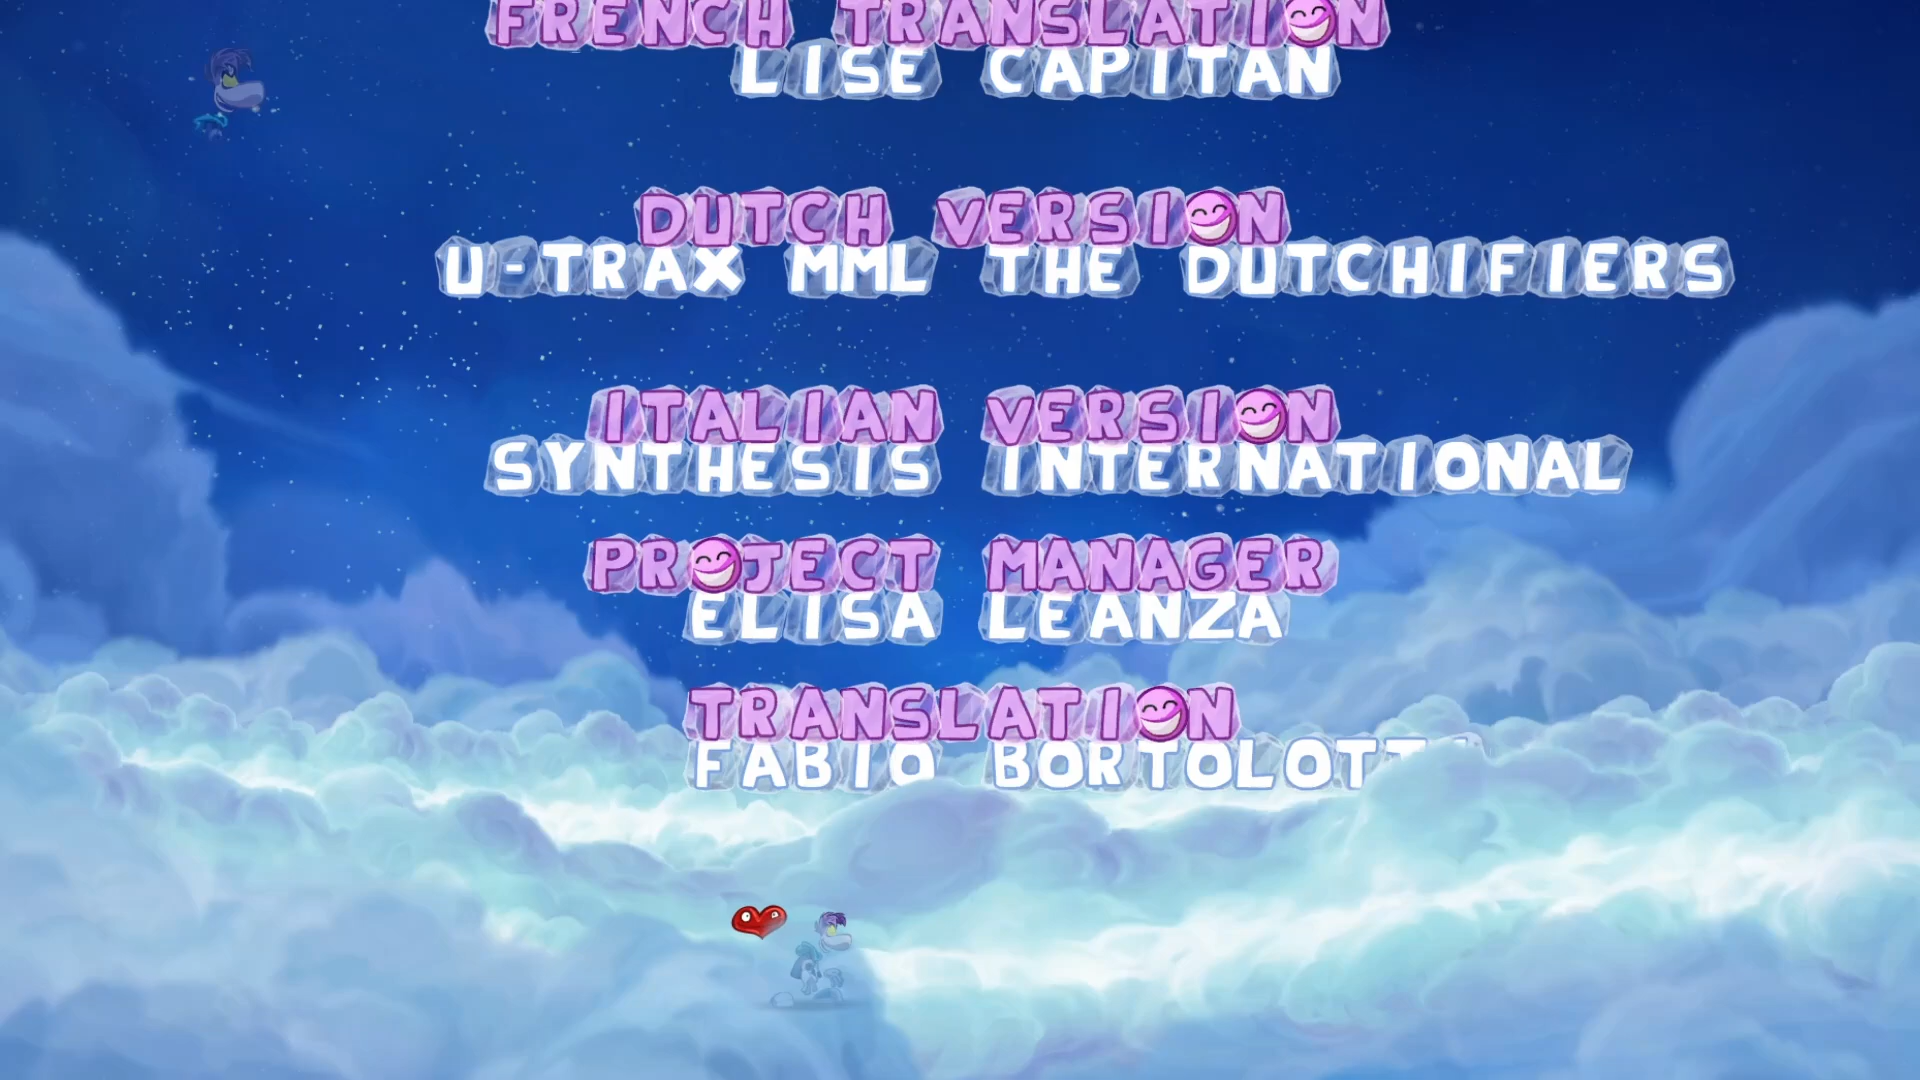 FRENCH TRANSLATION
LISE CAPITAN
DUTCH VERSION
U-TRAX MML THE DUTCHIFIERS
ITALIAN VERSION
SYNTHESIS INTERNATIONAL
PROJECT MANAGER
ELISA LEANZA
TRANSLATION
FABIO